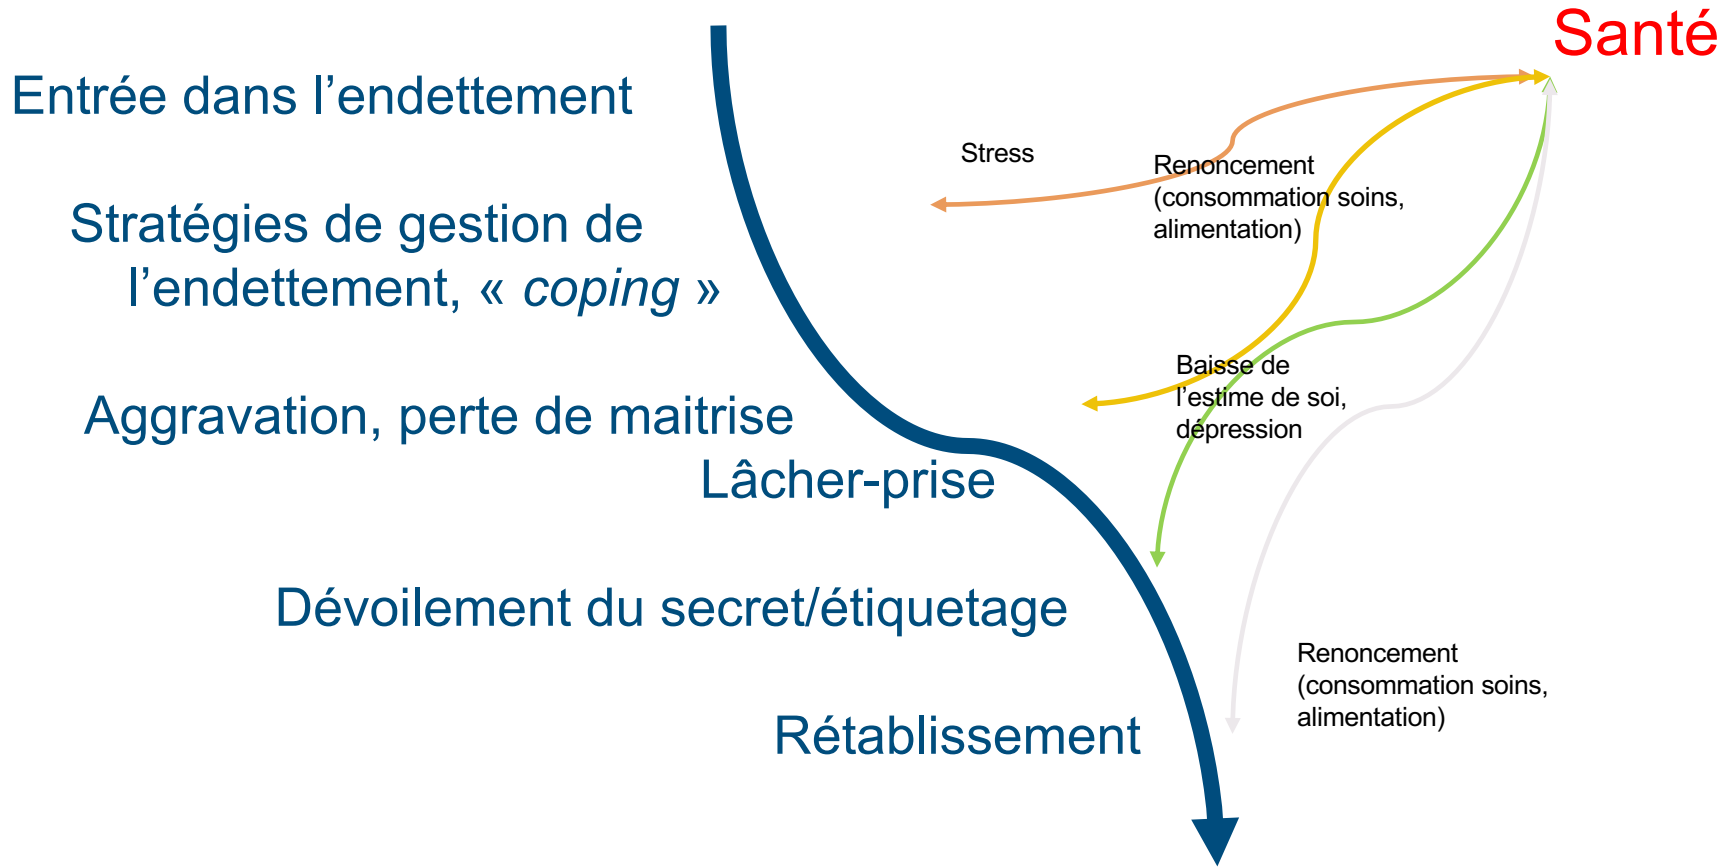 Santé
Entrée dans l’endettement
Stress
Renoncement
(consommation soins,
alimentation)
Stratégies de gestion de
l’endettement, « coping »
Baisse de
l’estime de soi,
dépression
Aggravation, perte de maitrise
Lâcher-prise
Dévoilement du secret/étiquetage
Renoncement
(consommation soins,
alimentation)
Rétablissement